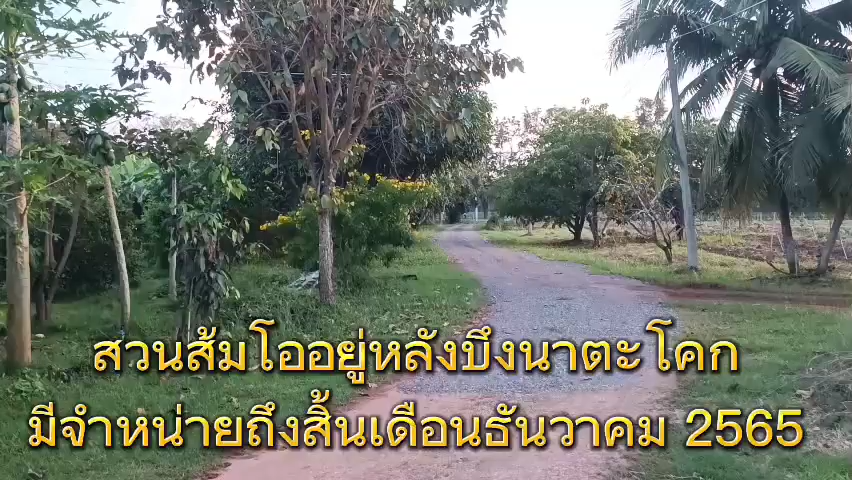 สวนส้มโออยู่หลังบึงนาตะโคก
มีจำหน่ายถึงสิ้นเดือนธันวาคม 2565